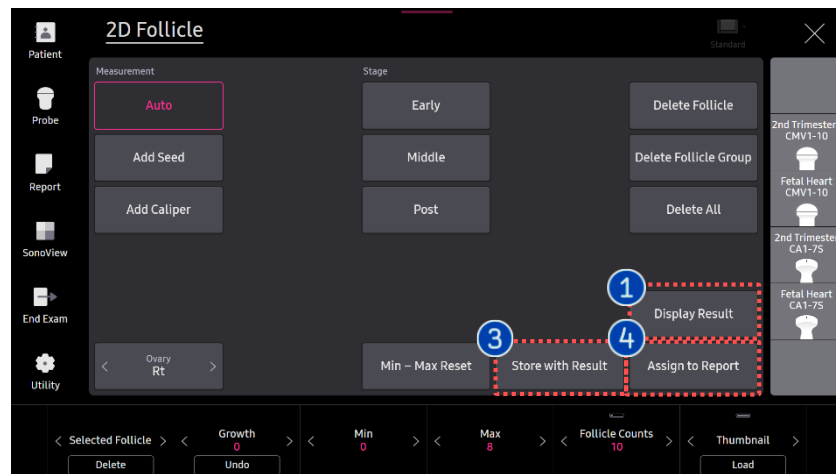 2D Follicle
Standard
Patient
Probe
Report
SonoView
End Exam
Utility
Measurement
Auto
Add Seed
Add Caliper
Stage
Early
Middle
Post
Delete Follicle
Delete Follicle Group
Delete All
1
Display Result
3
4
< Ovary >
Rt
Min – Max Reset
Store with Result
Assign to Report
2nd Trimester
CMV1-10
Fetal Heart
CMV1-10
2nd Trimeste
CA1-7S
Fetal Heart
CA1-7S
< Selected Follicle >
Delete
< Growth >
0
Undo
< Min >
0
< Max >
8
< Follicle Counts >
10
< Thumbnail >
Load